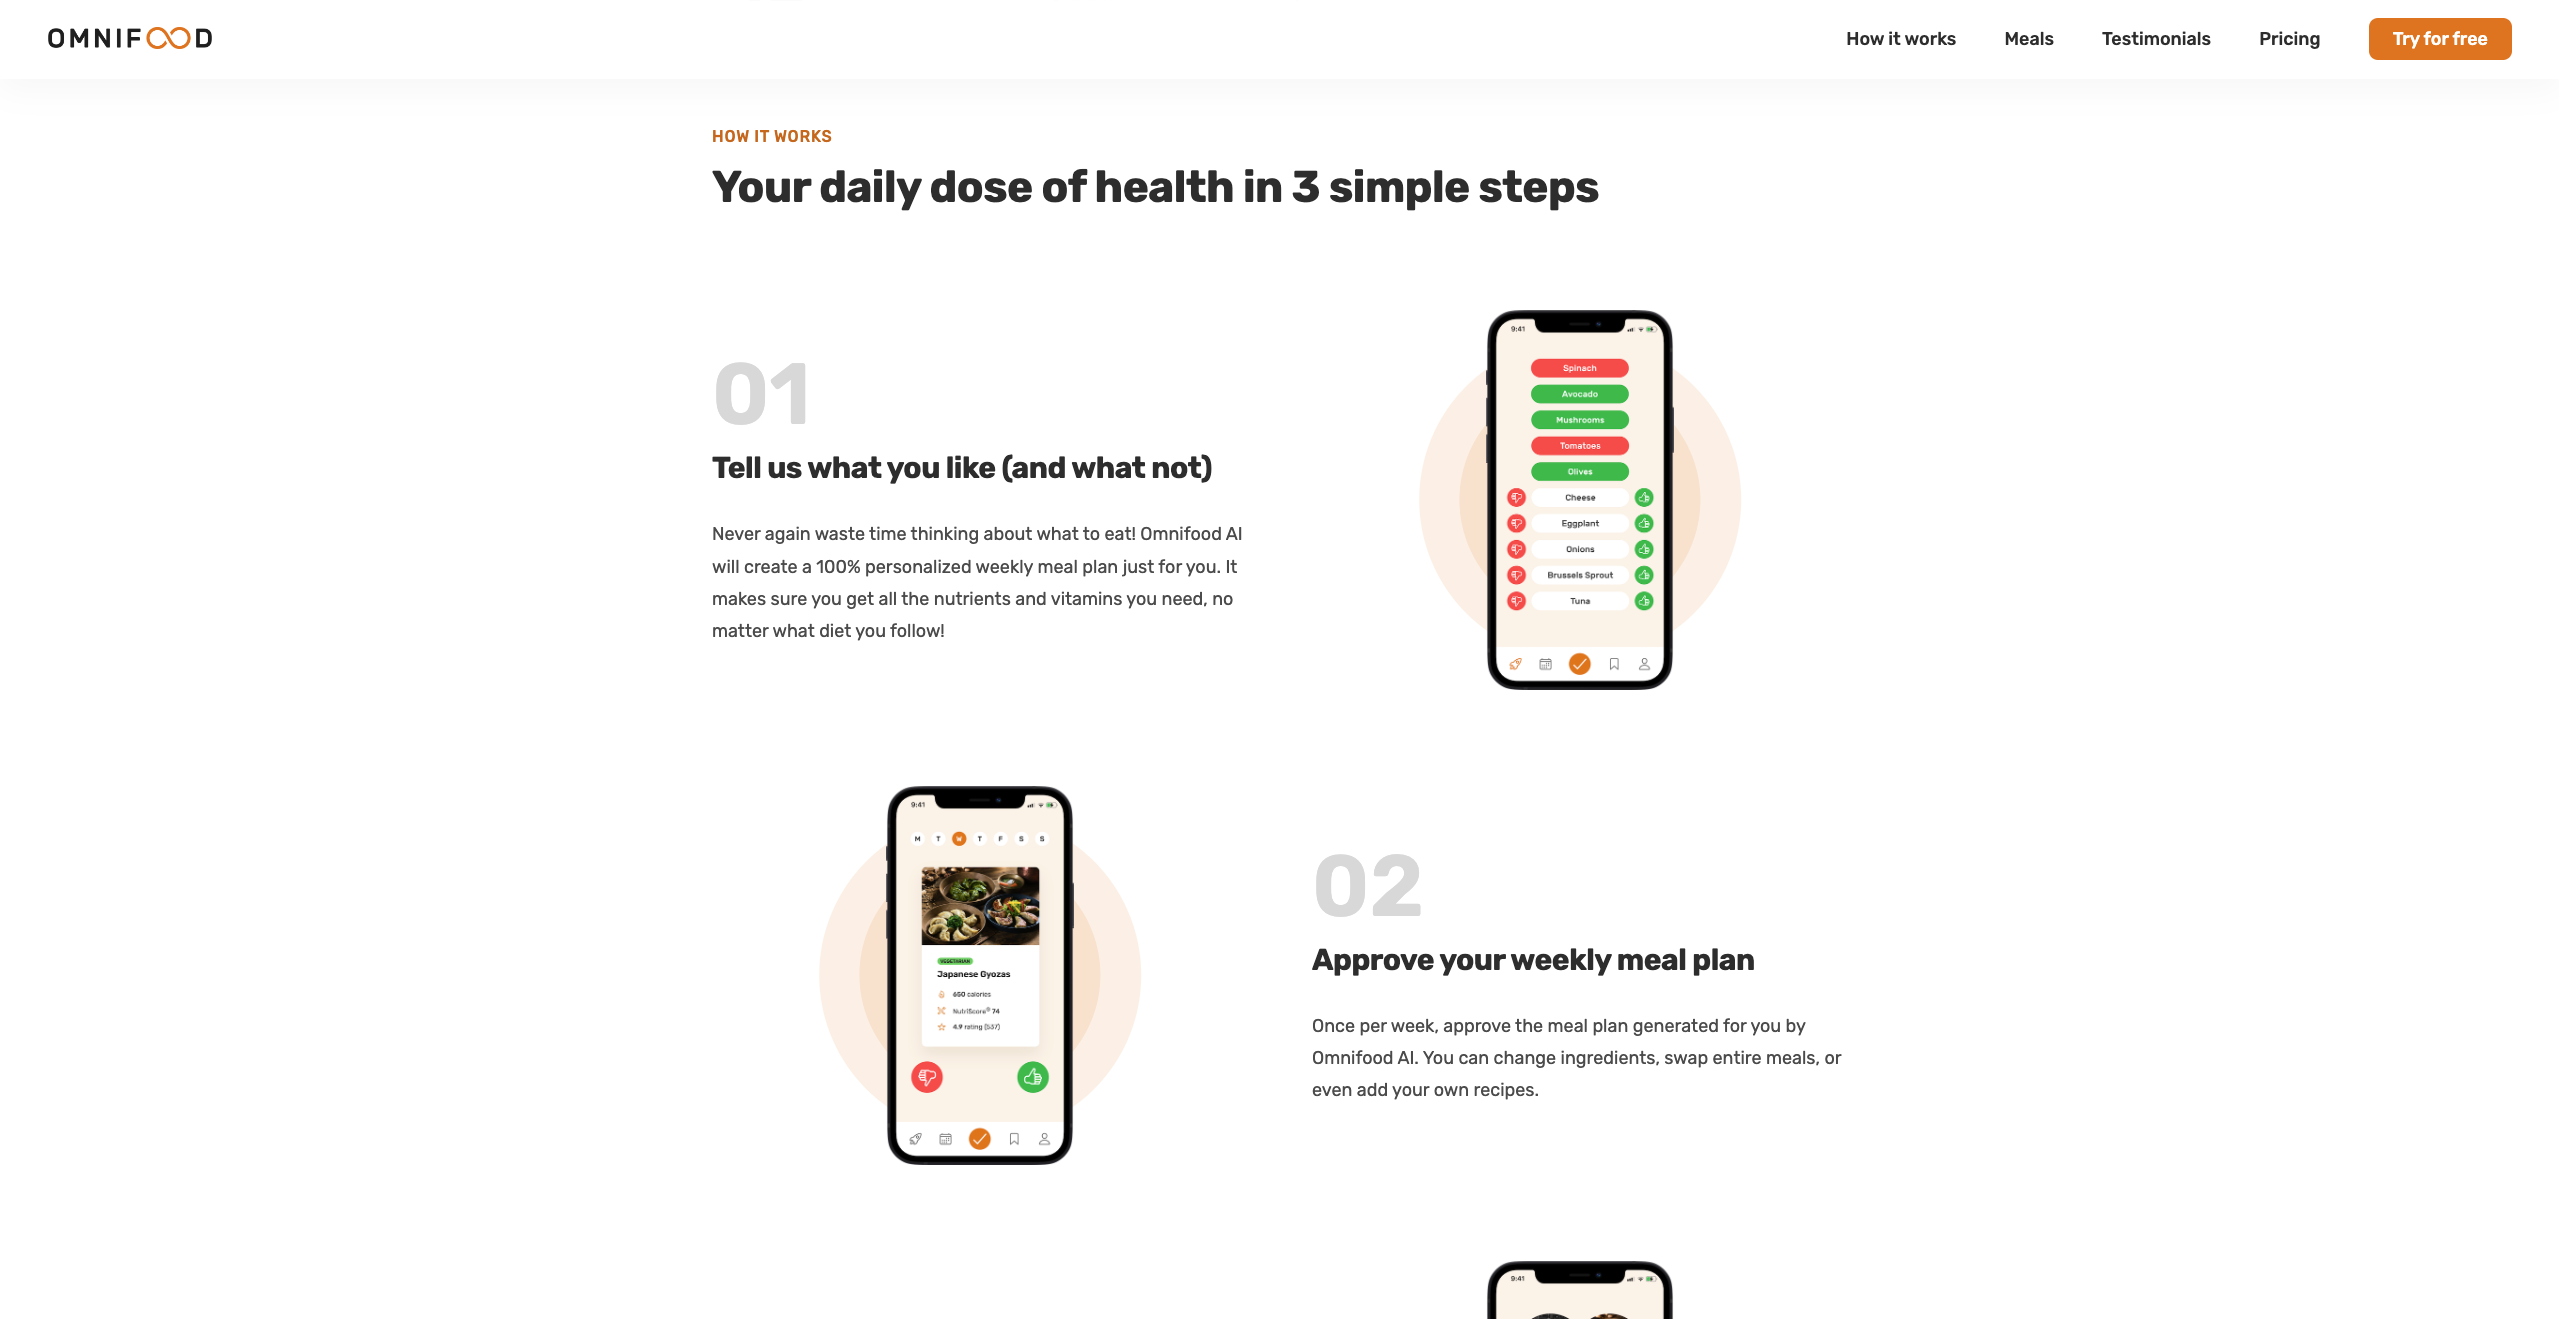 OMNIFOOD
How it works
Meals
Testimonials
Pricing
Try for free
HOW IT WORKS
Your daily dose of health in 3 simple steps
01
Tell us what you like (and what not)
Never again waste time thinking about what to eat! Omnifood AI
will create a 100% personalized weekly meal plan just for you. It
makes sure you get all the nutrients and vitamins you need, no
matter what diet you follow!
9:41
Spinach
Avocado
Mushrooms
Tomatoes
Olives
Cheese
Eggplant
Onions
Brussels Sprout
Tuna
9:41
M T W T F S S
VEGETARIAN
Japanese Gyozas
650 calories
NutriScore® 74
4.9 rating (537)
02
Approve your weekly meal plan
Once per week, approve the meal plan generated for you by
Omnifood AI. You can change ingredients, swap entire meals, or
even add your own recipes.
9:41